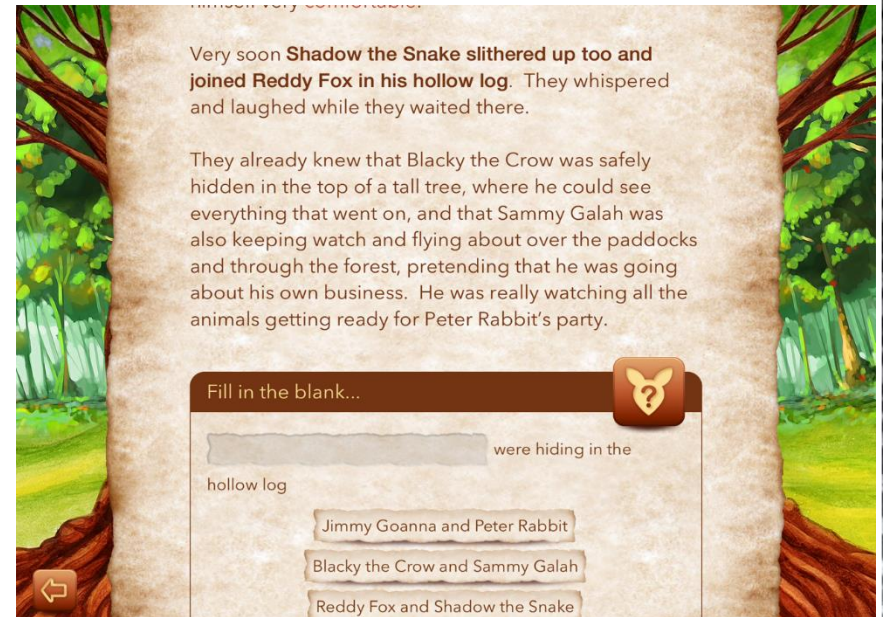 himself very comfortable.
Very soon Shadow the Snake slithered up too and
joined Reddy Fox in his hollow log.  They whispered
and laughed while they waited there.
They already knew that Blacky the Crow was safely
hidden in the top of a tall tree, where he could see
everything that went on, and that Sammy Galah was
also keeping watch and flying about over the paddocks
and through the forest, pretending that he was going
about his own business.  He was really watching all the
animals getting ready for Peter Rabbit’s party.
Fill in the blank...
?
were hiding in the
hollow log
Jimmy Goanna and Peter Rabbit
Blacky the Crow and Sammy Galah
Reddy Fox and Shadow the Snake